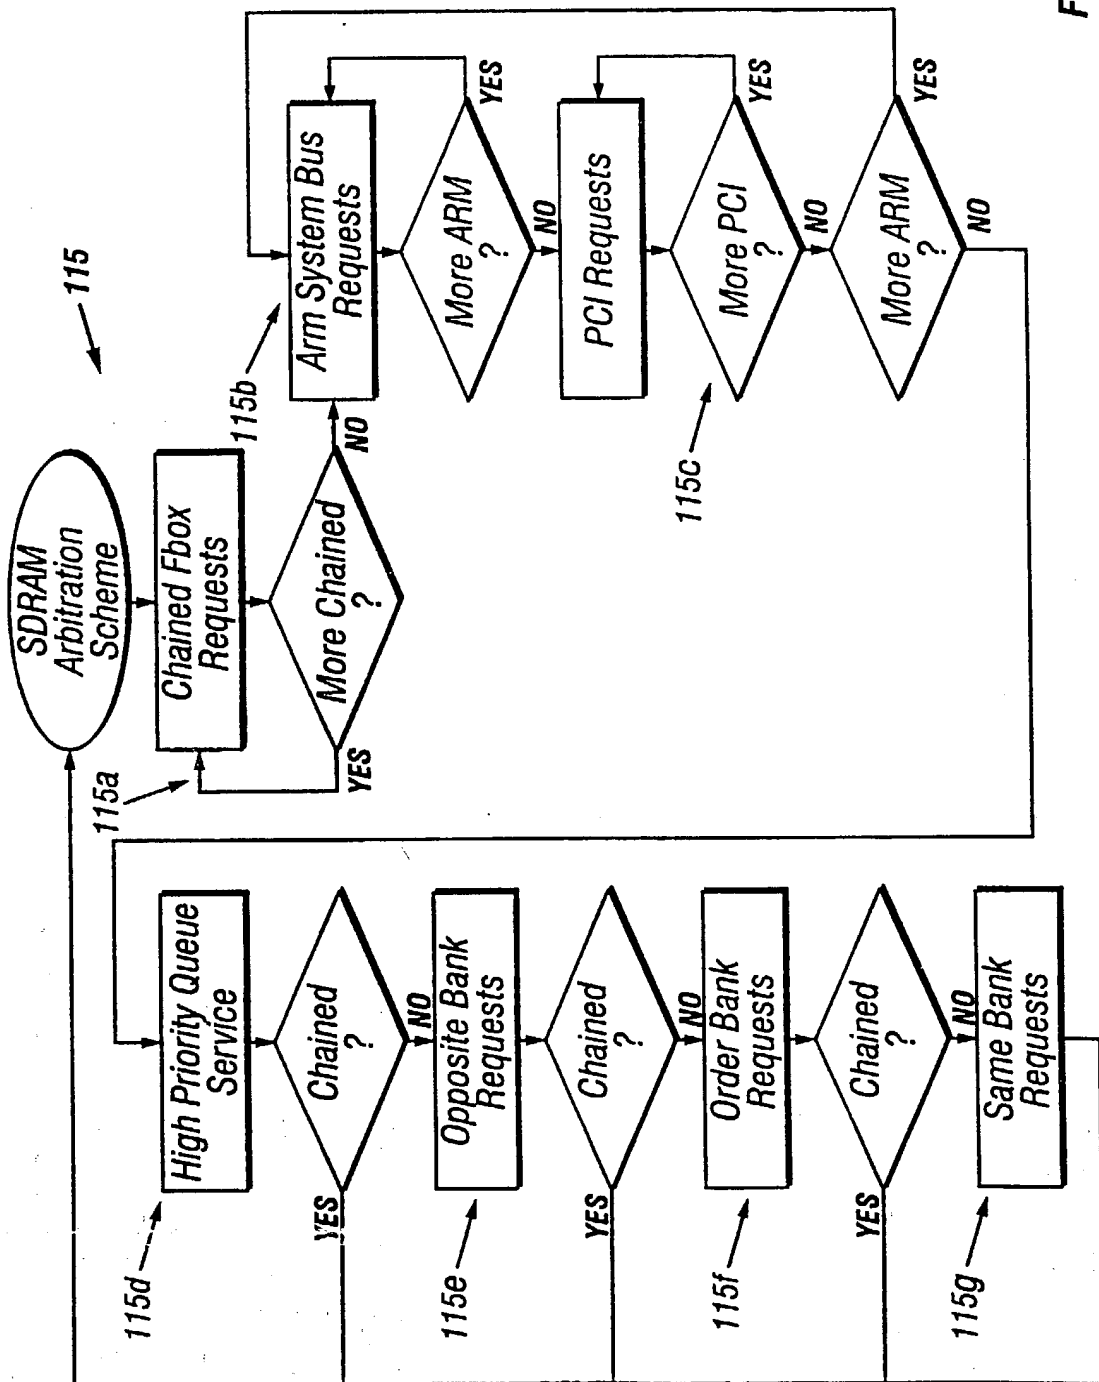 115
SDRAM
Arbitration
Scheme
115a
Chained Fbox
Requests
More Chained
?
YES
NO
115b
Arm System Bus
Requests
More ARM
?
YES
NO
PCI Requests
115c
More PCI
?
YES
NO
More ARM
?
YES
NO
115d
High Priority Queue
Service
Chained
?
YES
NO
115e
Opposite Bank
Requests
Chained
?
YES
NO
115f
Order Bank
Requests
Chained
?
YES
NO
115g
Same Bank
Requests
F